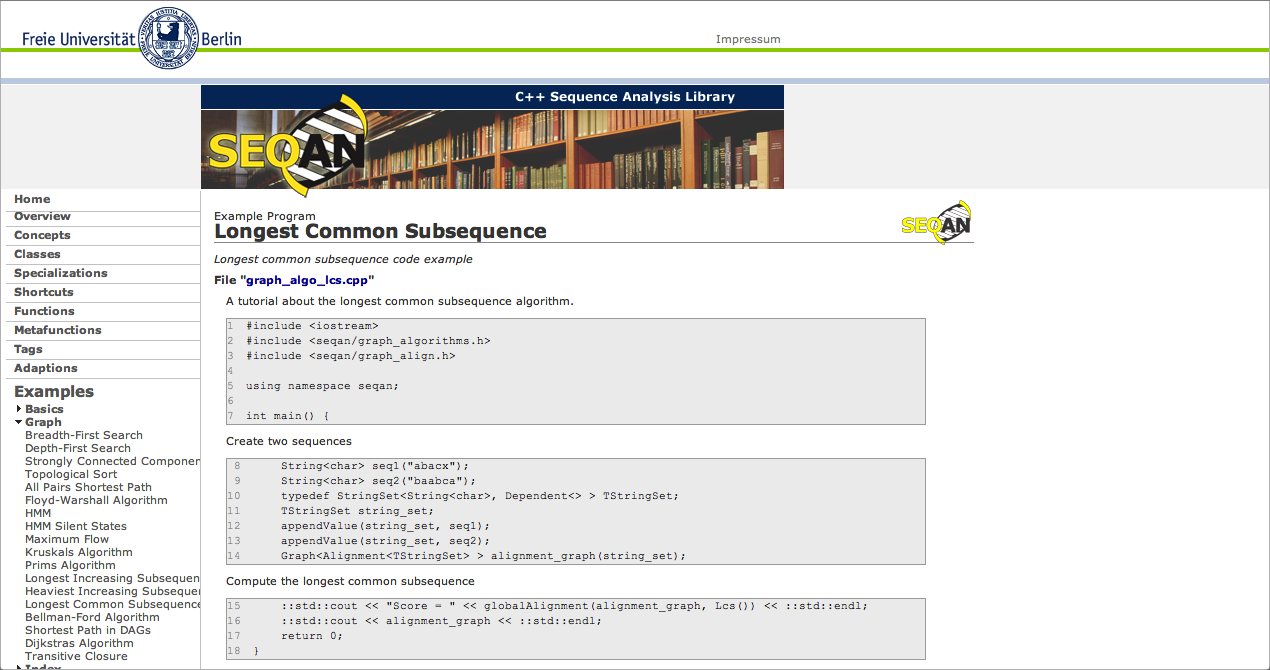 Freie Universität Berlin
Impressum
C++ Sequence Analysis Library
SEQAN
Home
Overview
Concepts
Classes
Specializations
Shortcuts
Functions
Metafunctions
Tags
Adaptions
Examples
Basics
Graph
Breadth-First Search
Depth-First Search
Strongly Connected Componen
Topological Sort
All Pairs Shortest Path
Floyd-Warshall Algorithm
HMM
HMM Silent States
Maximum Flow
Kruskals Algorithm
Prims Algorithm
Longest Increasing Subsequen
Heaviest Increasing Subseque
Longest Common Subsequence
Bellman-Ford Algorithm
Shortest Path in DAGs
Dijkstras Algorithm
Transitive Closure
Index
Example Program
Longest Common Subsequence
SEQAN
Longest common subsequence code example
File "graph_algo_lcs.cpp"
A tutorial about the longest common subsequence algorithm.
1 #include <iostream>
2 #include <seqan/graph_algorithms.h>
3 #include <seqan/graph_align.h>
4
5 using namespace seqan;
6
7 int main() {
Create two sequences
8 String<char> seq1("abacx");
9 String<char> seq2("baabca");
10 typedef StringSet<String<char>, Dependent<> > TStringSet;
11 TStringSet string_set;
12 appendValue(string_set, seq1);
13 appendValue(string_set, seq2);
14 Graph<Alignment<TStringSet> > alignment_graph(string_set);
Compute the longest common subsequence
15 ::std::cout << "Score = " << globalAlignment(alignment_graph, Lcs()) << ::std::endl;
16 ::std::cout << alignment_graph << ::std::endl;
17 return 0;
18 }